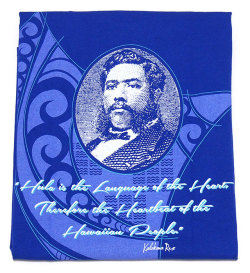 "Hula is the Language of the Heart
Therefore the Heartbeat of the
Hawaiian People"
Kalakaua Rex